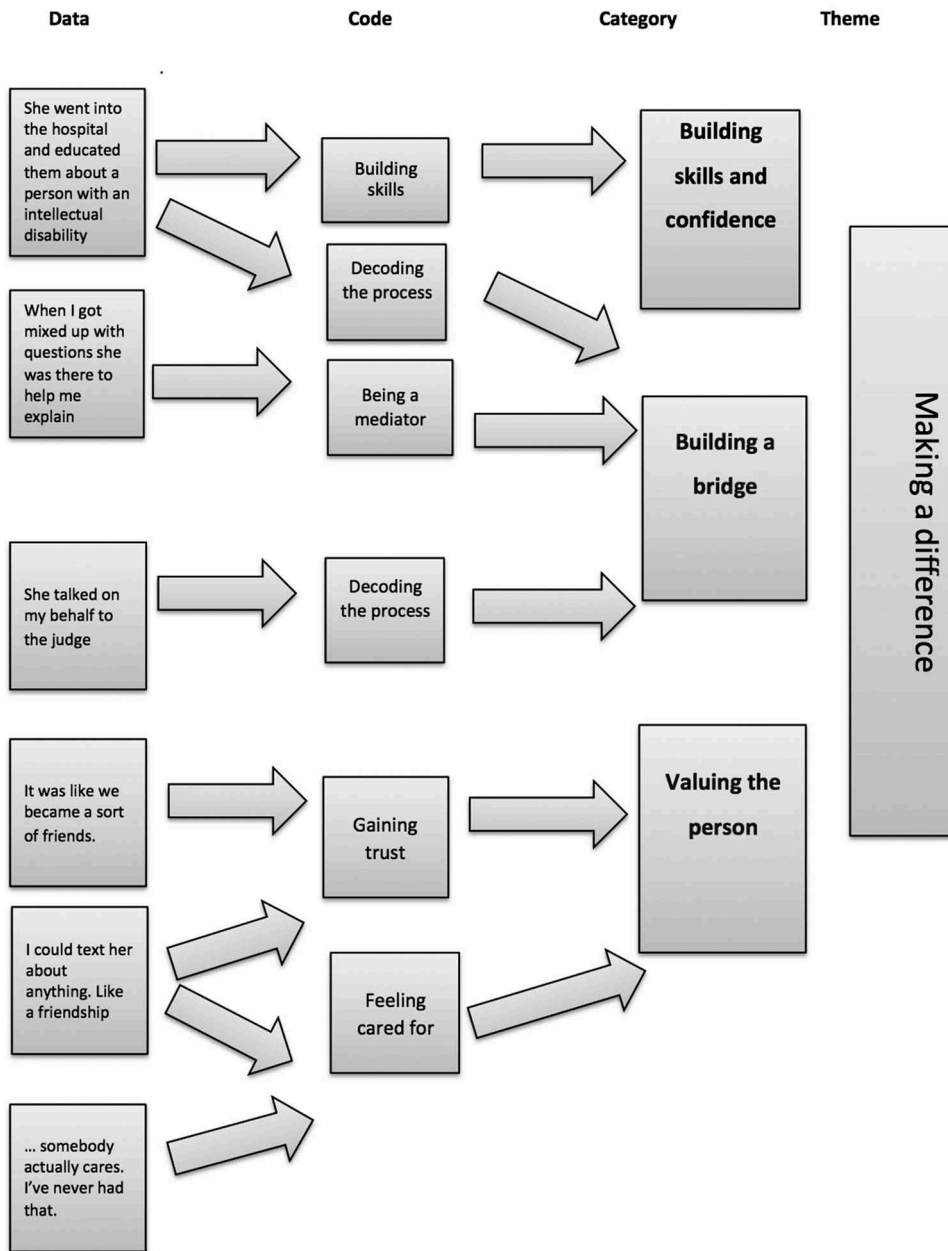 Data Code Category Theme
She went into
the hospital
and educated
them about a
person with an
intellectual
disability
Building
skills
Building
skills and
confidence
Decoding
the process
When I got
mixed up with
questions she
was there to
help me
explain
Being a
mediator
Building a
bridge
She talked on
my behalf to
the judge
Decoding
the process
It was like we
became a sort
of friends.
Gaining
trust
Valuing the
person
I could text her
about
anything. Like
a friendship
Feeling
cared for
... somebody
actually cares.
I've never had
that.
Making a difference